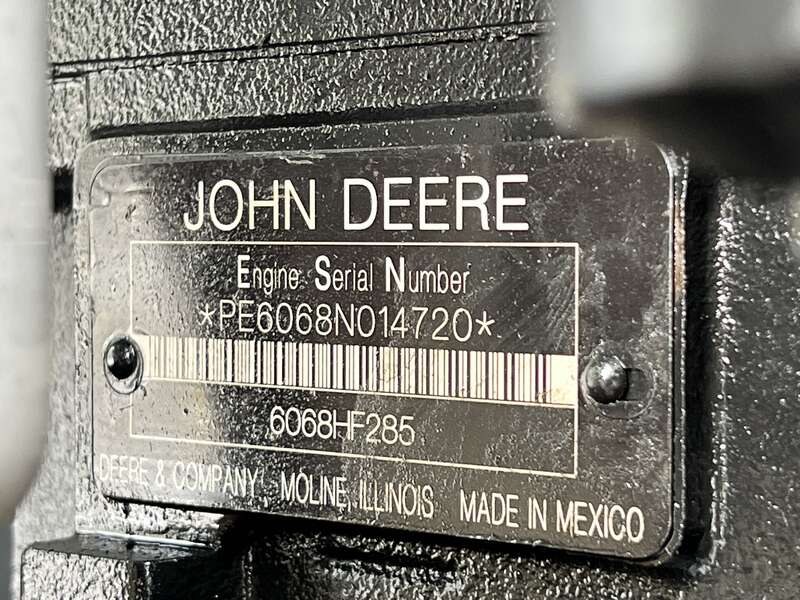 JOHN DEERE
Engine Serial Number
*PE6068N014720*
6068HF285
DEERE & COMPANY MOLINE, ILLINOIS MADE IN MEXICO